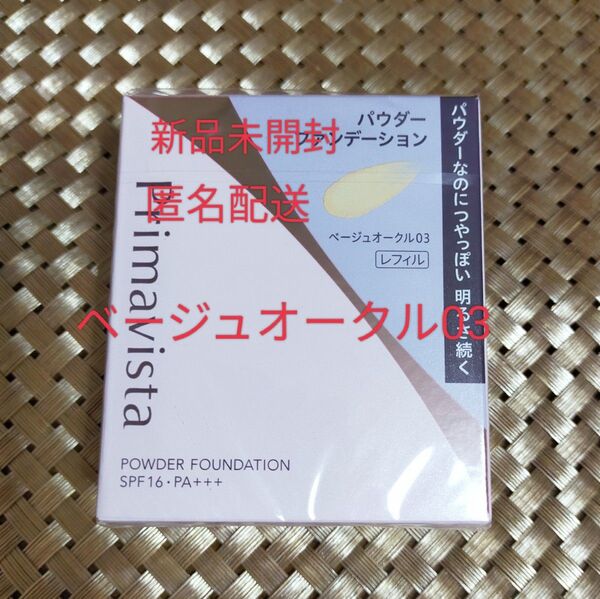 新品未開封
匿名配送
ベージュオークル03
パウダー
ファンデーション
ベージュオークル03
レフィル
パウダーなのに つやっぽい 明るさ続く
Primavista
POWDER FOUNDATION
SPF16・PA+++